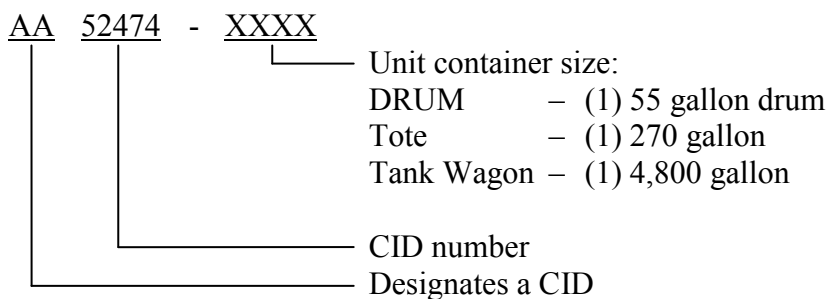 AA 52474 - XXXX
Unit container size:
DRUM – (1) 55 gallon drum
Tote – (1) 270 gallon
Tank Wagon – (1) 4,800 gallon
CID number
Designates a CID